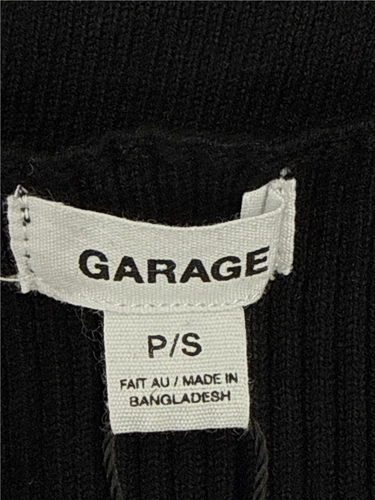 GARAGE
P/S
FAIT AU / MADE IN
BANGLADESH